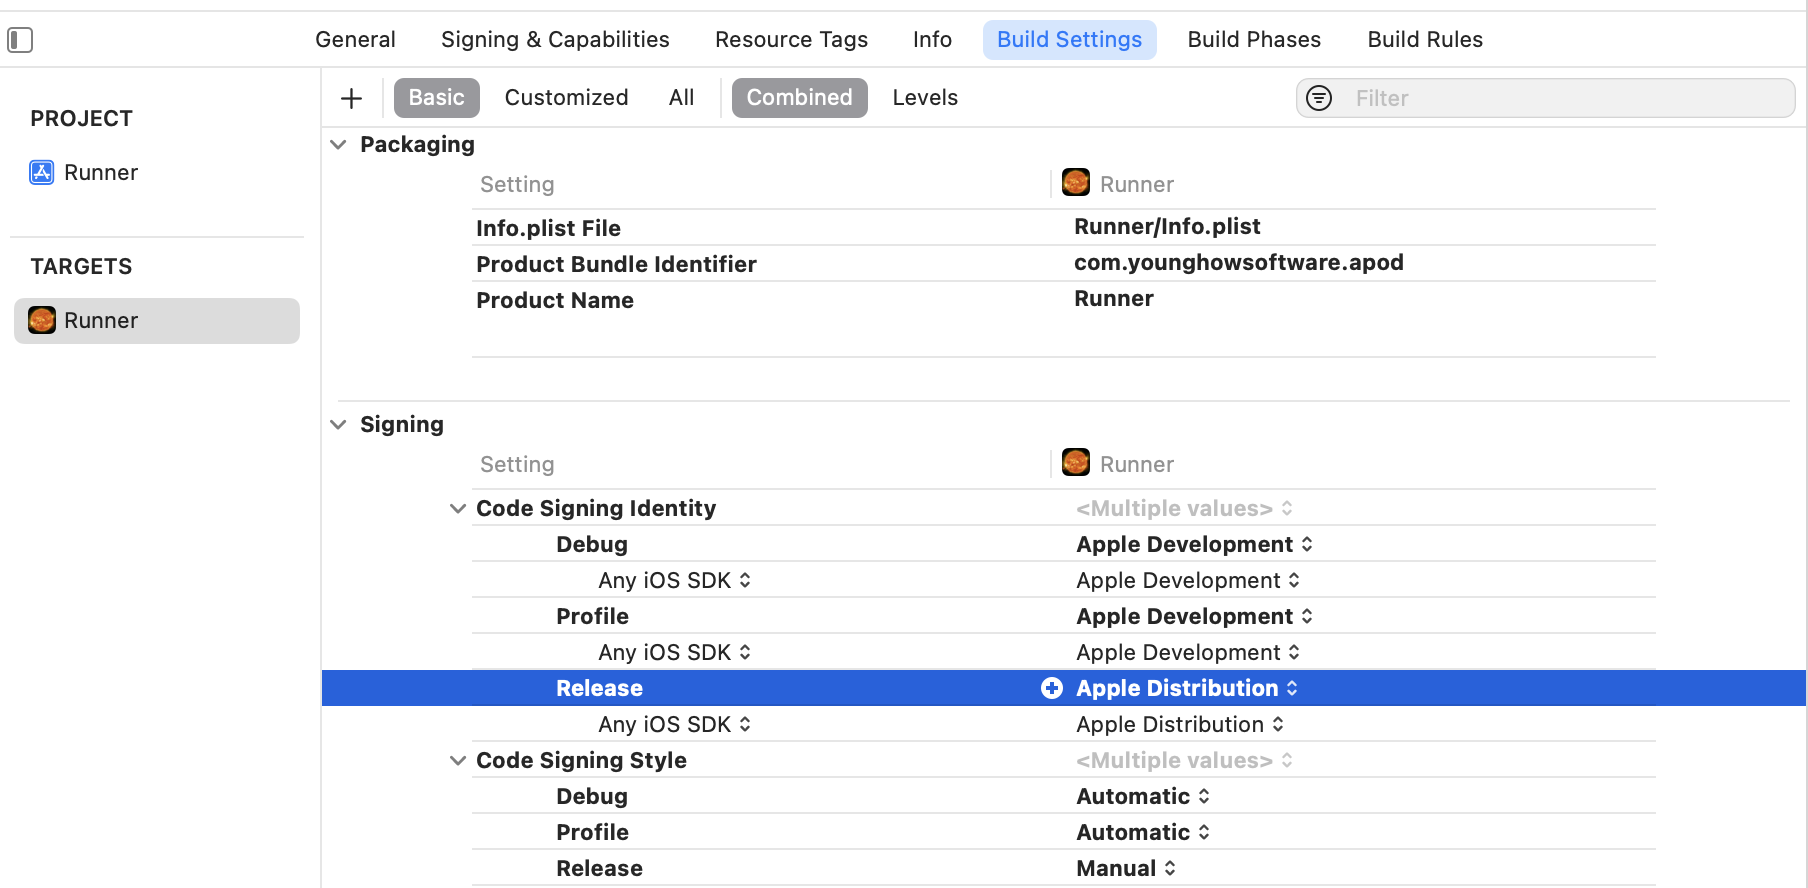 General Signing & Capabilities Resource Tags Info Build Settings Build Phases Build Rules
PROJECT
Runner
TARGETS
Runner
Basic Customized All Combined Levels Filter
Packaging
Setting Runner
Info.plist File Runner/Info.plist
Product Bundle Identifier com.younghowsoftware.apod
Product Name Runner
Signing
Setting Runner
Code Signing Identity <Multiple values>
Debug Apple Development
Any iOS SDK Apple Development
Profile Apple Development
Any iOS SDK Apple Development
Release Apple Distribution
Any iOS SDK Apple Distribution
Code Signing Style <Multiple values>
Debug Automatic
Profile Automatic
Release Manual